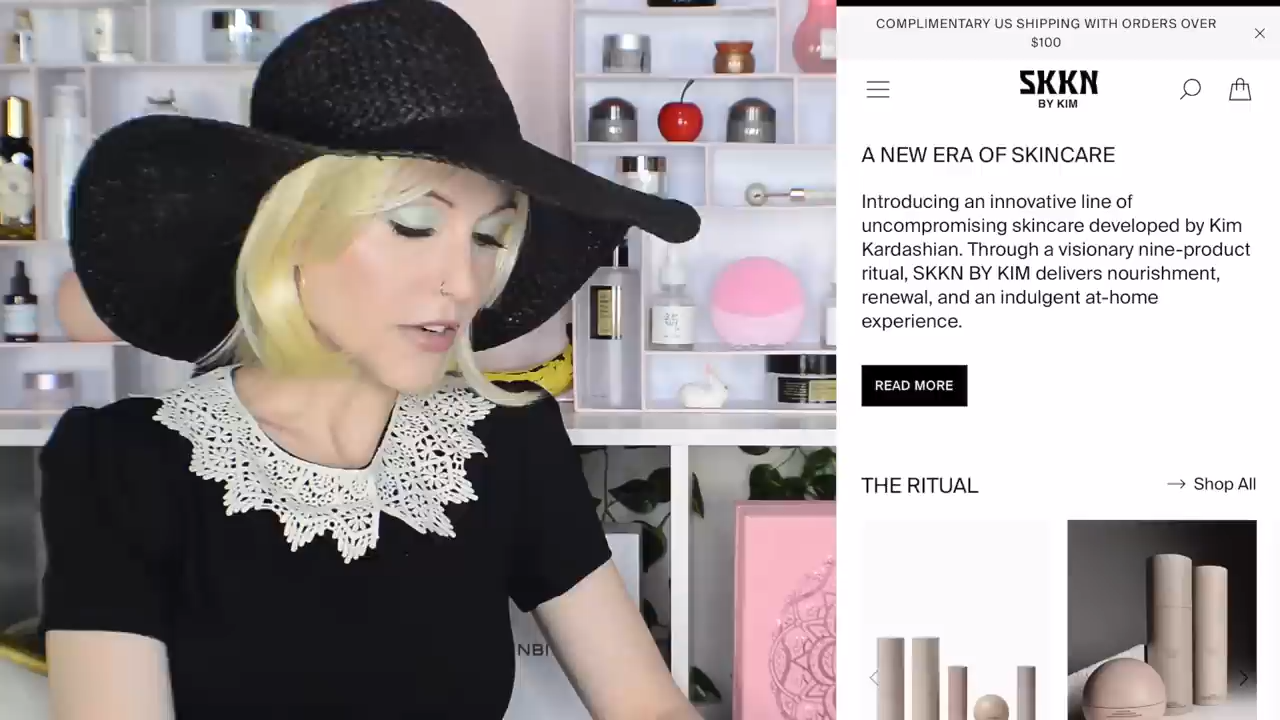 COMPLIMENTARY US SHIPPING WITH ORDERS OVER
$100
SKKN
BY KIM
A NEW ERA OF SKINCARE
Introducing an innovative line of
uncompromising skincare developed by Kim
Kardashian. Through a visionary nine-product
ritual, SKKN BY KIM delivers nourishment,
renewal, and an indulgent at-home
experience.
READ MORE
THE RITUAL
Shop All